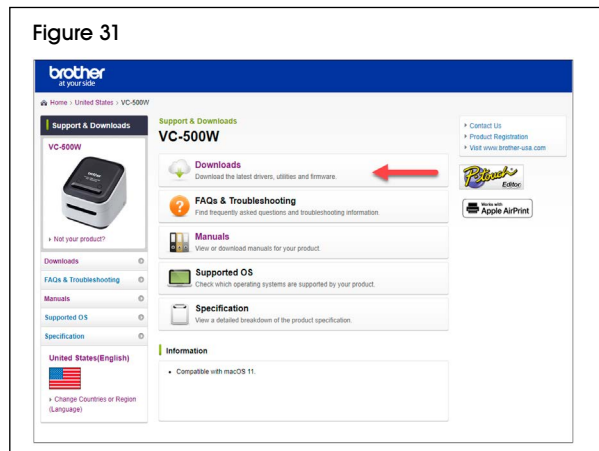 Figure 31
brother
at your side
Home › United States › VC-500W
Support & Downloads
VC-500W
Not your product?
Downloads
FAQs & Troubleshooting
Manuals
Supported OS
Specification
United States(English)
Change Countries or Region
(Language)
Support & Downloads
VC-500W
Downloads
Download the latest drivers, utilities and firmware.
FAQs & Troubleshooting
Find frequently asked questions and troubleshooting information.
Manuals
View or download manuals for your product.
Supported OS
Check which operating systems are supported by your product.
Specification
View a detailed breakdown of the product specification.
Information
Compatible with macOS 11.
Contact Us
Product Registration
Visit www.brother-usa.com
P-touch
Editor
Works with
Apple AirPrint